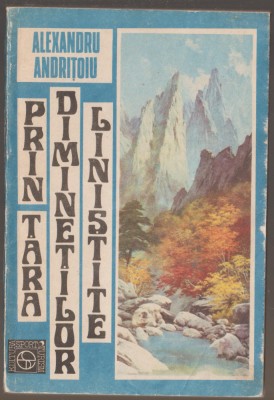 ALEXANDRU
ANDRIȚOIU
PRIN ȚARA
DIMINEȚILOR
LINIȘTITE